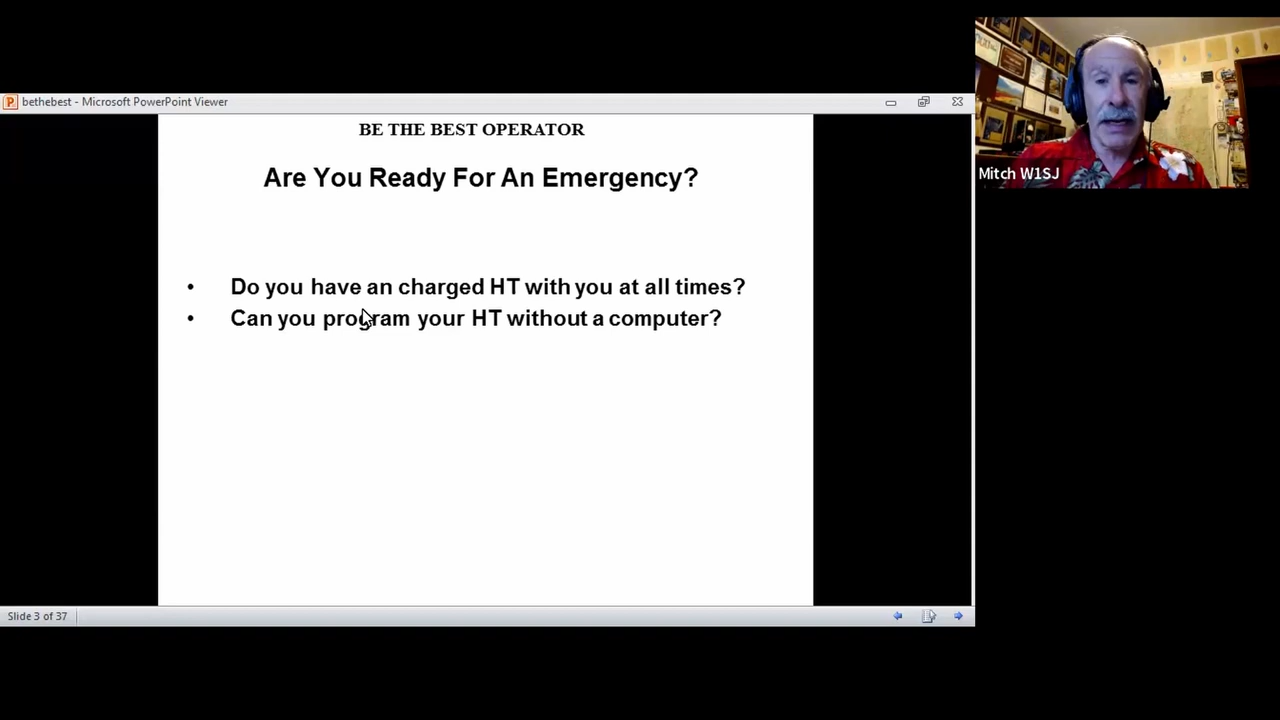 bethebest - Microsoft PowerPoint Viewer
BE THE BEST OPERATOR
Are You Ready For An Emergency?
• Do you have an charged HT with you at all times?
• Can you program your HT without a computer?
Slide 3 of 37
Mitch W1SJ